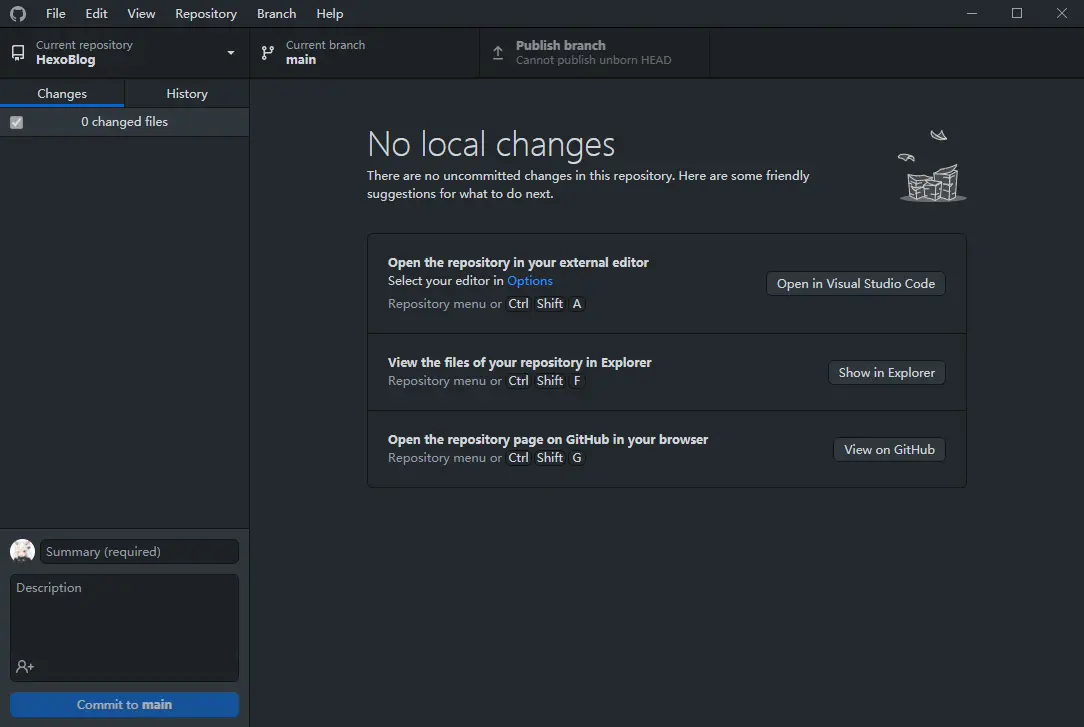 File Edit View Repository Branch Help
Current repository
HexoBlog
Current branch
main
Publish branch
Cannot publish unborn HEAD
Changes History
0 changed files
No local changes
There are no uncommitted changes in this repository. Here are some friendly
suggestions for what to do next.
Open the repository in your external editor
Select your editor in Options
Repository menu or Ctrl Shift A
Open in Visual Studio Code
View the files of your repository in Explorer
Repository menu or Ctrl Shift F
Show in Explorer
Open the repository page on GitHub in your browser
Repository menu or Ctrl Shift G
View on GitHub
Summary (required)
Description
Commit to main